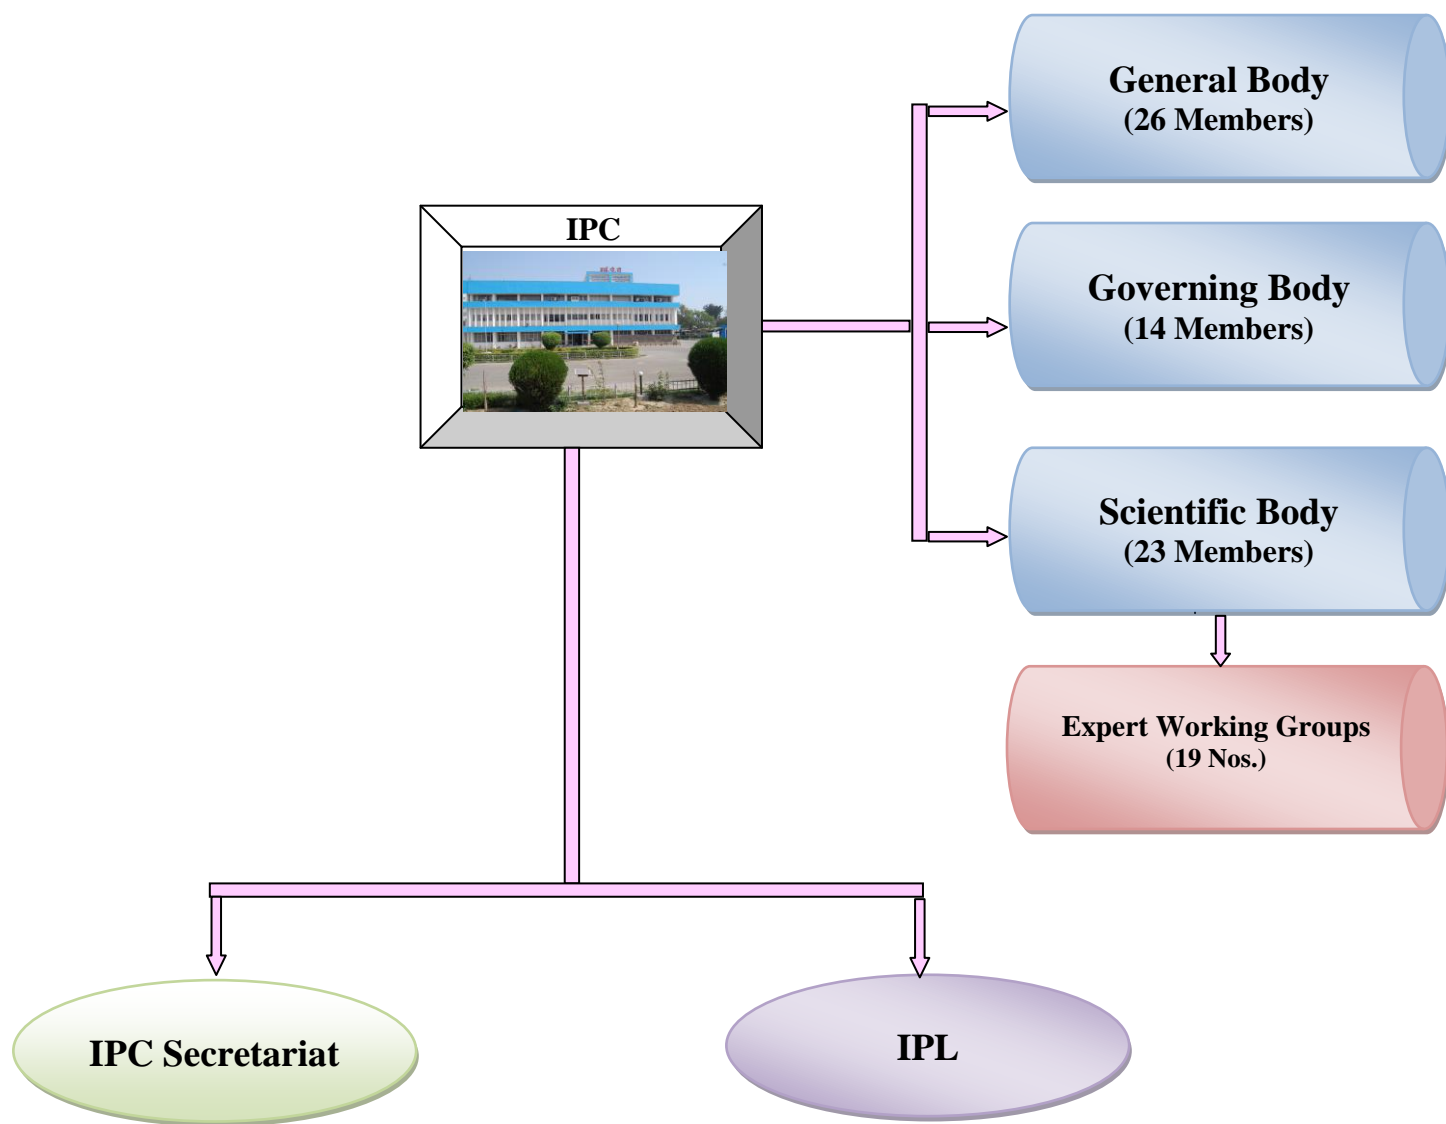 General Body
(26 Members)
IPC
Governing Body
(14 Members)
Scientific Body
(23 Members)
Expert Working Groups
(19 Nos.)
IPC Secretariat
IPL